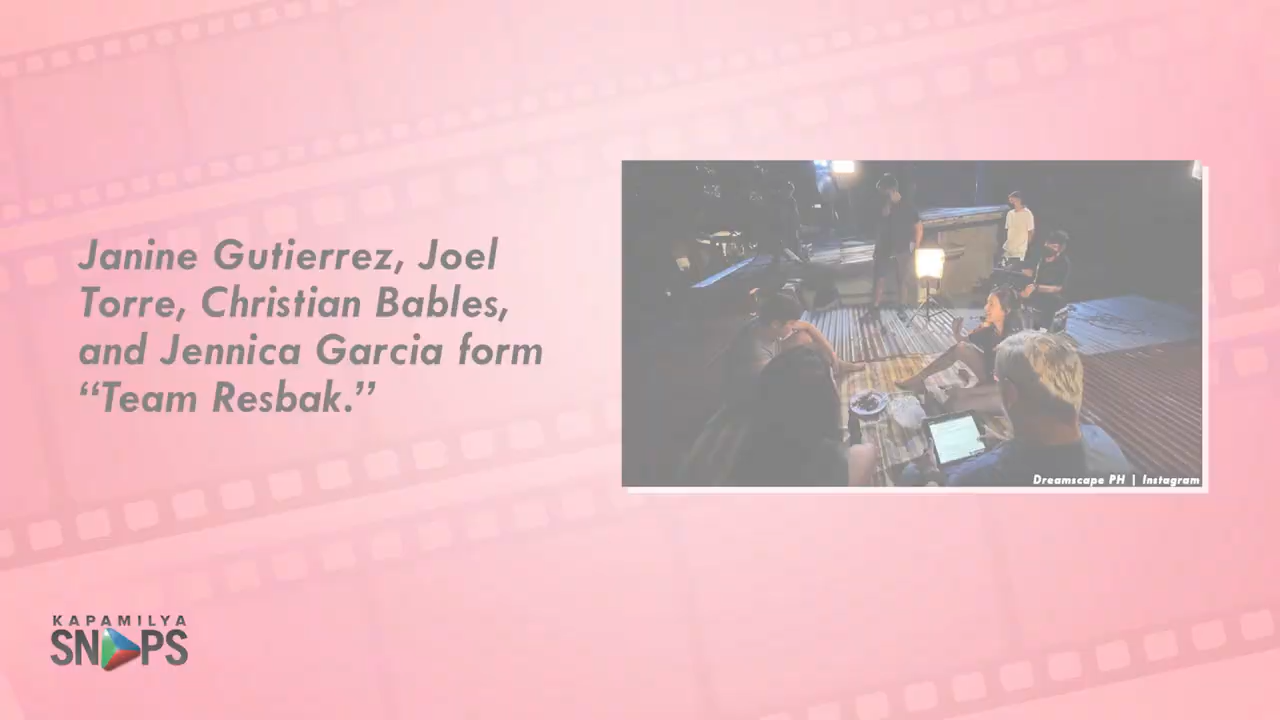 Janine Gutierrez, Joel
Torre, Christian Bables,
and Jennica Garcia form
“Team Resbak.”
Dreamscape PH | Instagram
KAPAMILYA
SNAPS